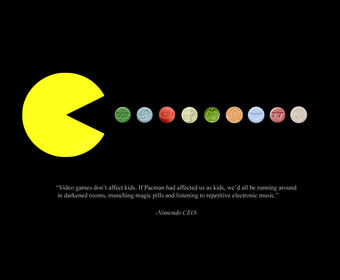 "Video games don't affect kids. If Pacman had affected us as kids, we'd all be running around
in darkened rooms, munching magic pills and listening to repetitive electronic music."
-Nintendo CEO-